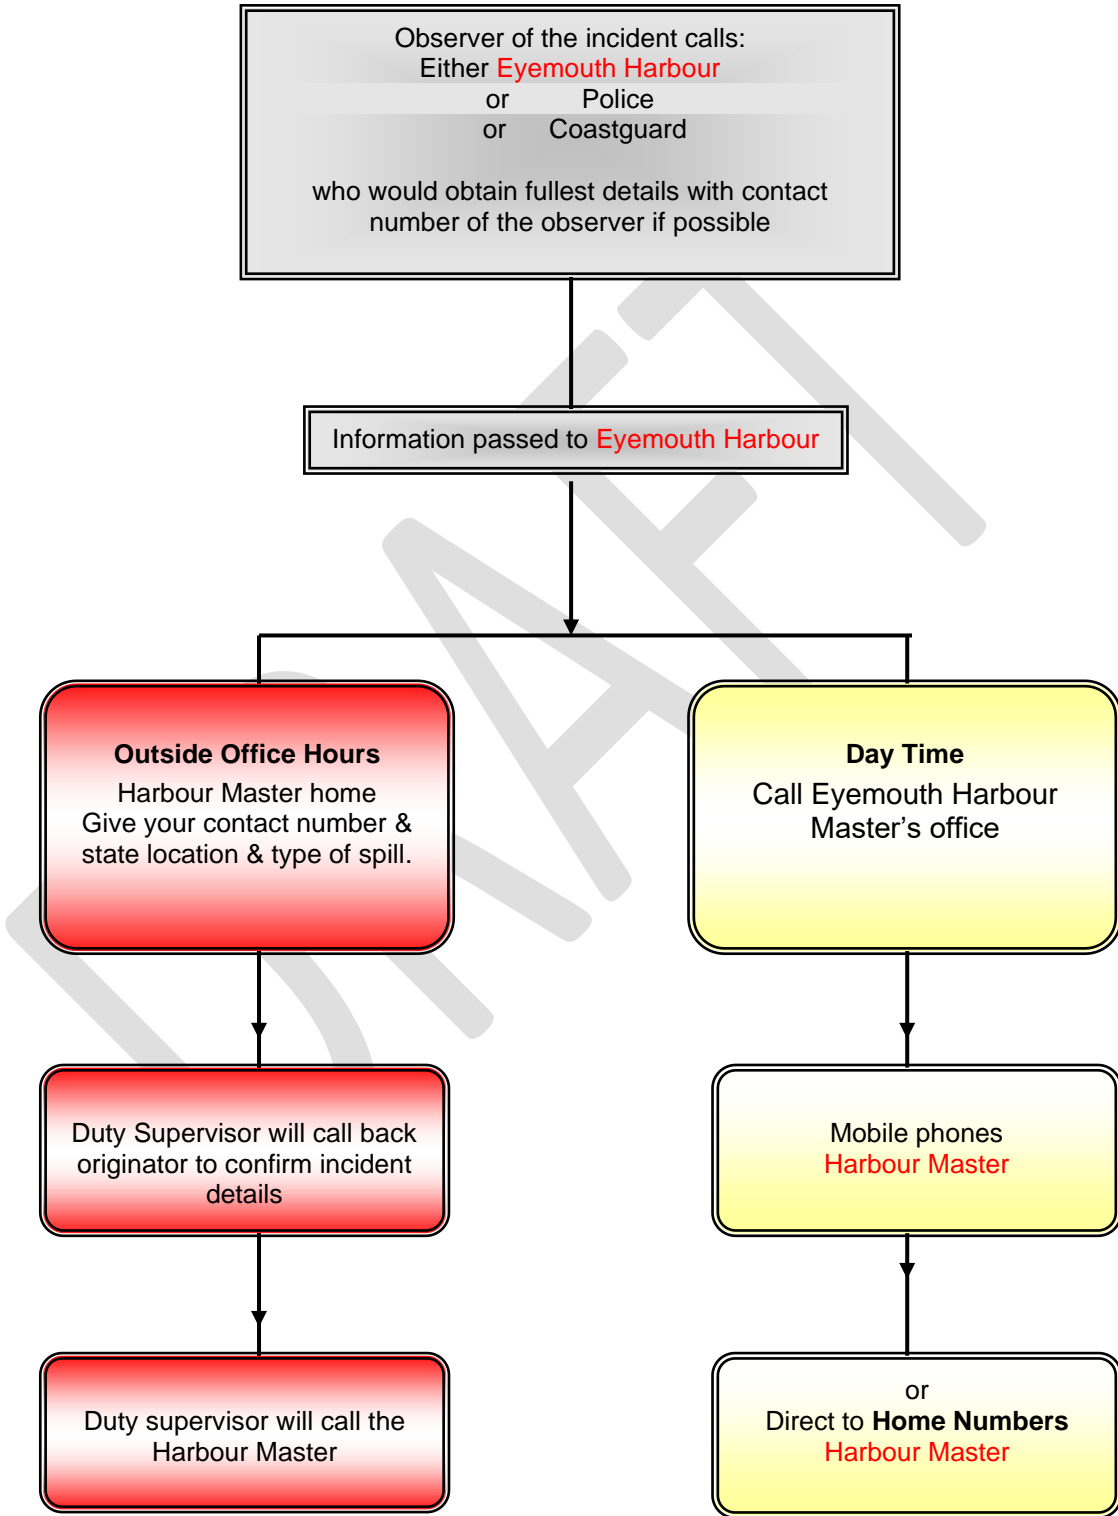 Observer of the incident calls:
Either Eyemouth Harbour
or Police
or Coastguard
who would obtain fullest details with contact
number of the observer if possible
Information passed to Eyemouth Harbour
DRAFT
Outside Office Hours
Harbour Master home
Give your contact number &
state location & type of spill.
Day Time
Call Eyemouth Harbour
Master's office
Duty Supervisor will call back
originator to confirm incident
details
Mobile phones
Harbour Master
Duty supervisor will call the
Harbour Master
or
Direct to Home Numbers
Harbour Master